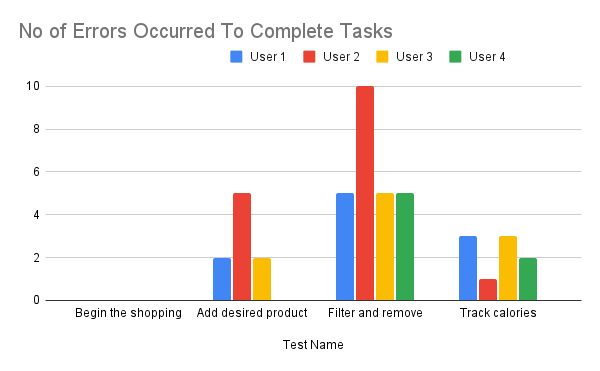 No of Errors Occurred To Complete Tasks
User 1 User 2 User 3 User 4
10
8
6
4
2
0
Begin the shopping Add desired product Filter and remove Track calories
Test Name